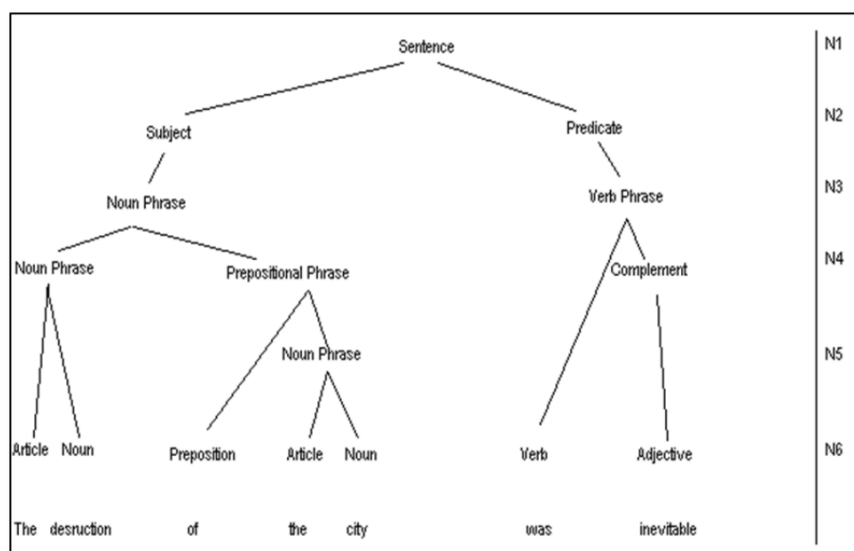 Sentence N1
Subject Predicate N2
Noun Phrase Verb Phrase N3
Noun Phrase Prepositional Phrase Complement N4
Noun Phrase N5
Article Noun Preposition Article Noun Verb Adjective N6
The desruction of the city was inevitable